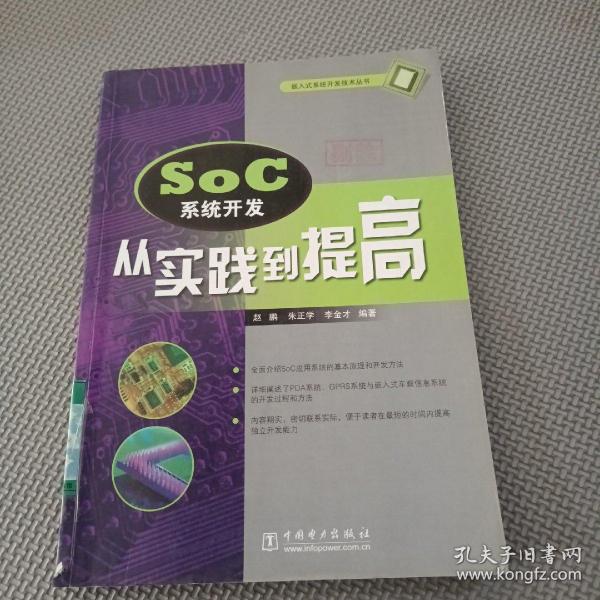 嵌入式系统开发技术丛书
SoC
系统开发
从实践到提高
赵 鹏 朱正学 李金才 编著
全面介绍SoC应用系统的基本原理和开发方法
详细阐述了PDA系统、GPRS系统与嵌入式车载信息系统
的开发过程和方法
内容翔实，密切联系实际，便于读者在最短的时间内提高
独立开发能力
中国电力出版社
www.infopower.com.cn
孔夫子旧书网
www.kongfz.com